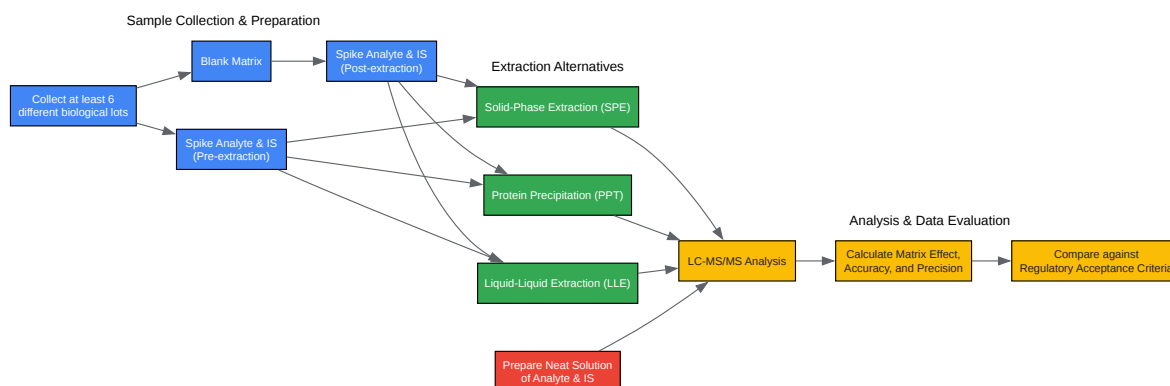 Sample Collection & Preparation
Blank Matrix
Spike Analyte & IS
(Post-extraction)
Extraction Alternatives
Collect at least 6
different biological lots
Solid-Phase Extraction (SPE)
Spike Analyte & IS
(Pre-extraction)
Protein Precipitation (PPT)
Analysis & Data Evaluation
LC-MS/MS Analysis
Calculate Matrix Effect,
Accuracy, and Precision
Compare against
Regulatory Acceptance Criteria
Liquid-Liquid Extraction (LLE)
Prepare Neat Solution
of Analyte & IS